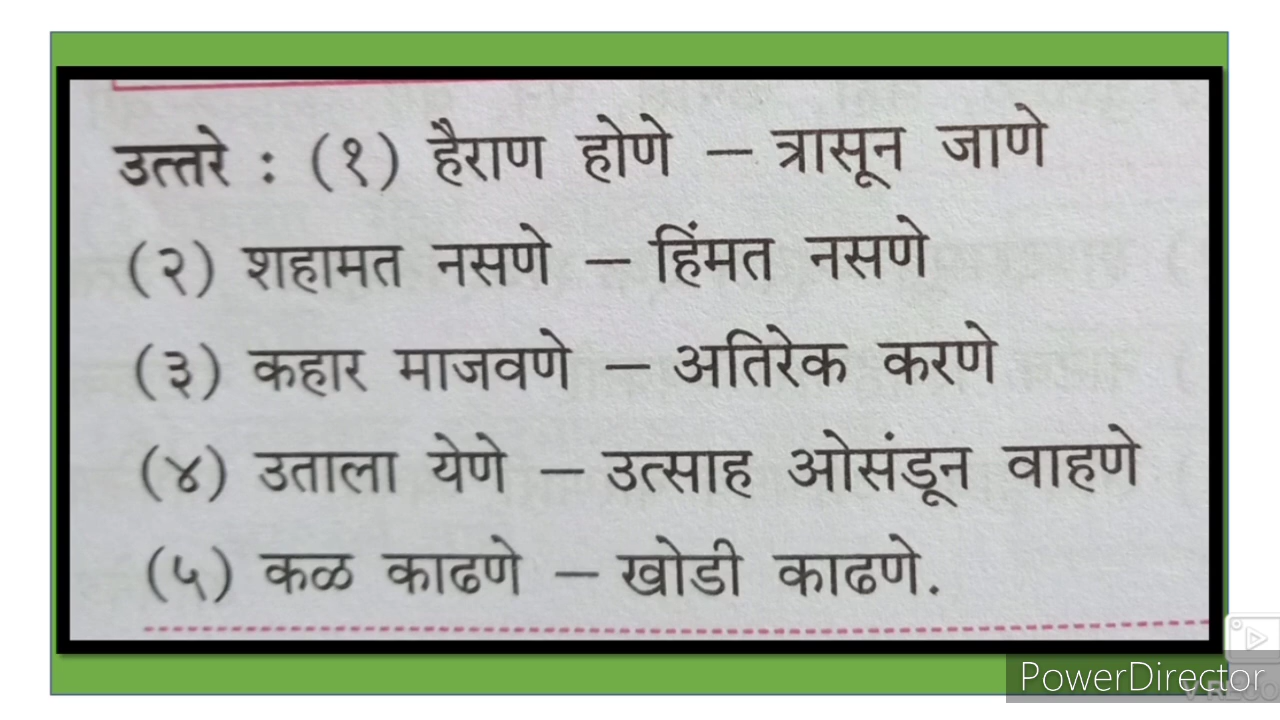 उत्तरे : (१) हैराण होणे – त्रासून जाणे
(२) शहामत नसणे – हिंमत नसणे
(३) कहार माजवणे – अतिरेक करणे
(४) उताला येणे – उत्साह ओसंडून वाहणे
(५) कळ काढणे – खोडी काढणे.
PowerDirector